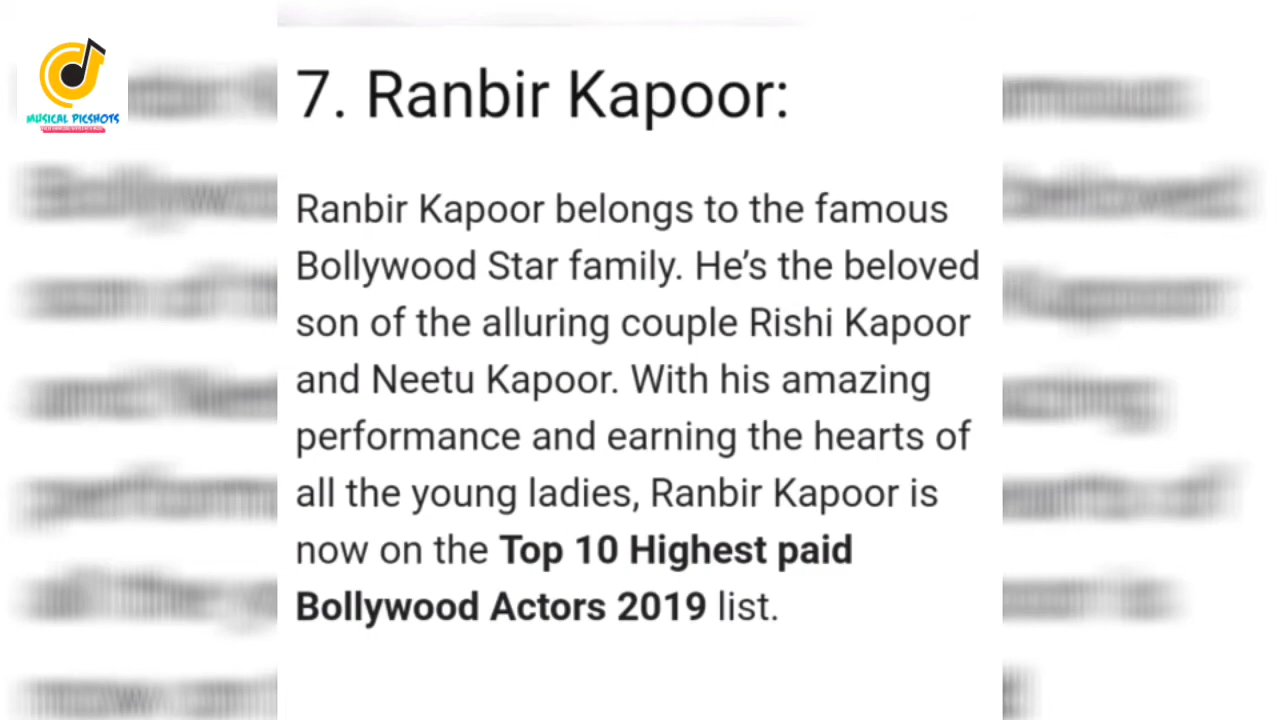 MUSICAL PICSHOTS
7. Ranbir Kapoor:
Ranbir Kapoor belongs to the famous
Bollywood Star family. He’s the beloved
son of the alluring couple Rishi Kapoor
and Neetu Kapoor. With his amazing
performance and earning the hearts of
all the young ladies, Ranbir Kapoor is
now on the Top 10 Highest paid
Bollywood Actors 2019 list.